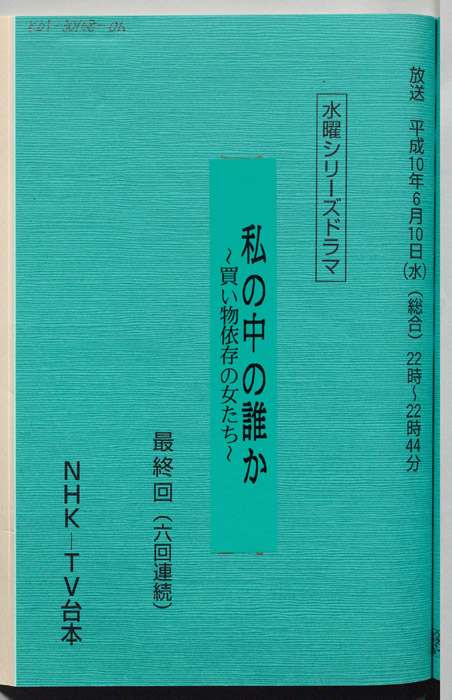 放送 平成10年6月10日(水)(総合) 22時~22時44分
水曜シリーズドラマ
私の中の誰か
~買い物依存の女たち~
最終回(六回連続)
NHK-TV台本